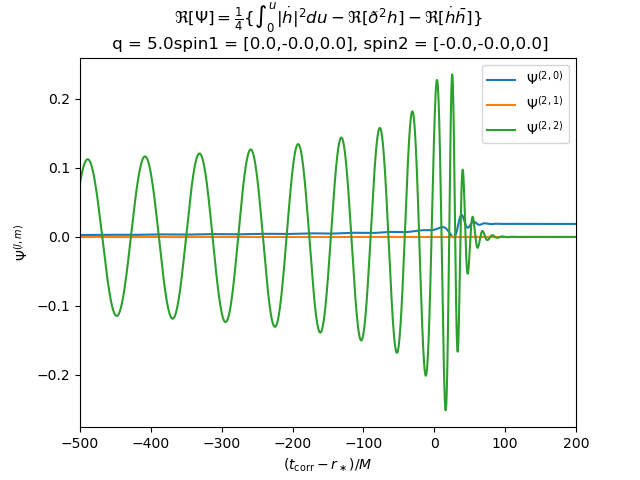 ℜ[Ψ] = 1/4{∫₀ᵘ|ḣ|²du − ℜ[ð²h] − ℜ[ḣh̄]}
q = 5.0spin1 = [0.0,-0.0,0.0], spin2 = [-0.0,-0.0,0.0]
Ψ^(2,0)
Ψ^(2,1)
Ψ^(2,2)
0.2
0.1
0.0
−0.1
−0.2
Ψ^(l,m)
−500 −400 −300 −200 −100 0 100 200
(t_corr − r_∗)/M